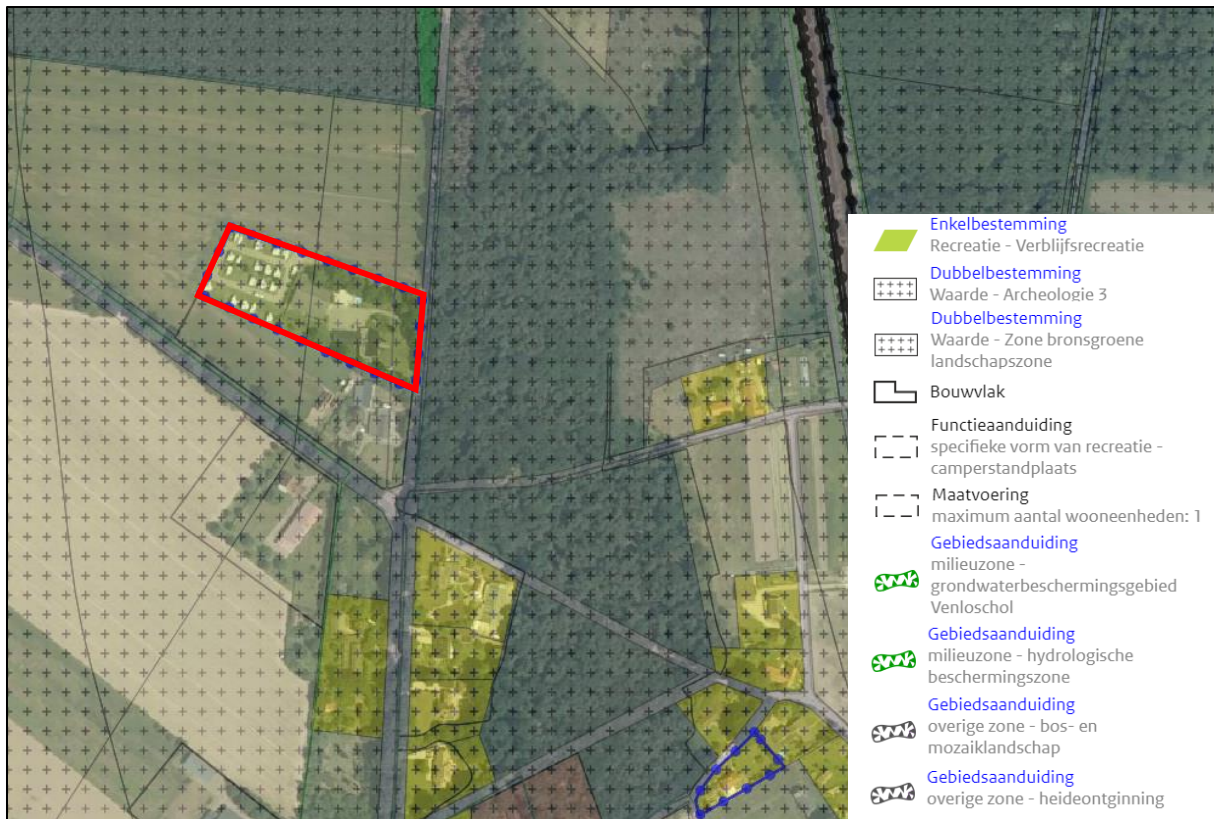 Enkelbestemming
Recreatie - Verblijfsrecreatie
Dubbelbestemming
Waarde - Archeologie 3
Dubbelbestemming
Waarde - Zone bronsgroene
landschapszone
Bouwvlak
Functieaanduiding
specifieke vorm van recreatie -
camperstandplaats
Maatvoering
maximum aantal wooneenheden: 1
Gebiedsaanduiding
milieuzone -
grondwaterbeschermingsgebied
Venloschol
Gebiedsaanduiding
milieuzone - hydrologische
beschermingszone
Gebiedsaanduiding
overige zone - bos- en
mozaiklandschap
Gebiedsaanduiding
overige zone - heideontginning